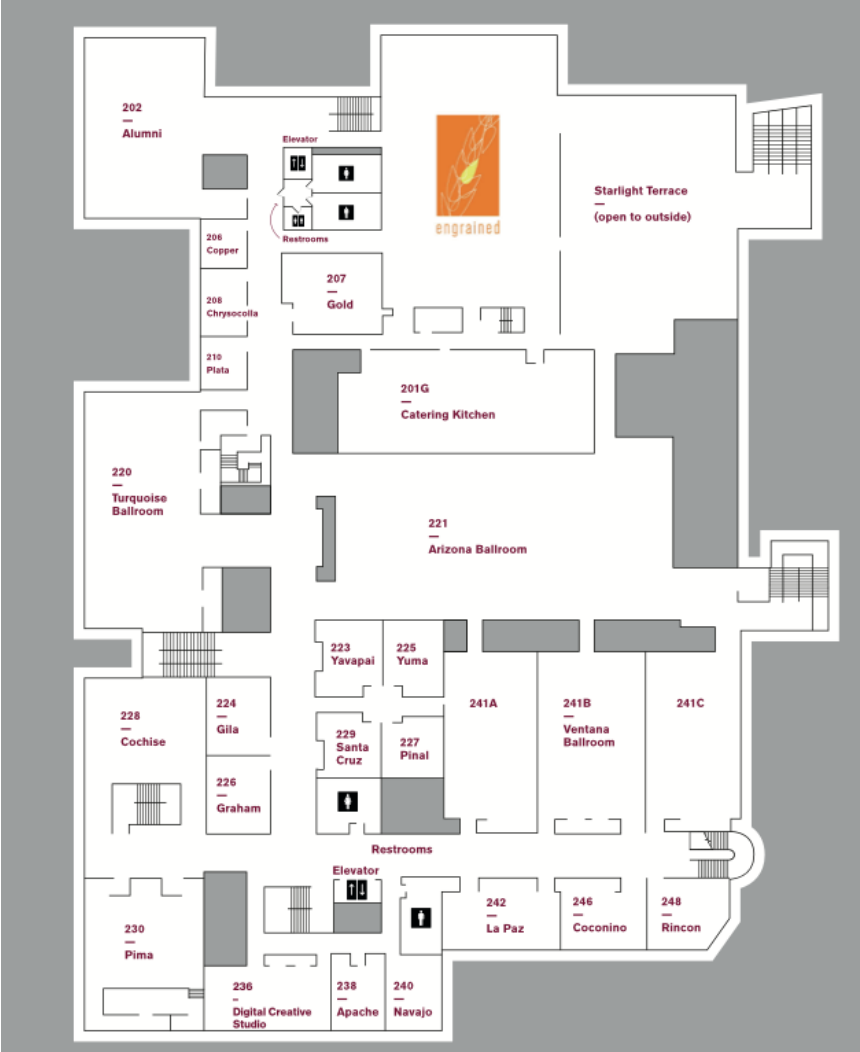 202
—
Alumni
Elevator
Restrooms
engrained
Starlight Terrace
—
(open to outside)
206
Copper
207
—
Gold
208
Chrysocolla
210
Plata
201G
—
Catering Kitchen
220
—
Turquoise
Ballroom
221
—
Arizona Ballroom
223
Yavapai
225
Yuma
228
—
Cochise
224
—
Gila
229
Santa
Cruz
227
Pinal
241A
241B
—
Ventana
Ballroom
241C
226
—
Graham
Restrooms
Elevator
230
—
Pima
242
—
La Paz
246
—
Coconino
248
—
Rincon
236
-
Digital Creative
Studio
238
—
Apache
240
—
Navajo